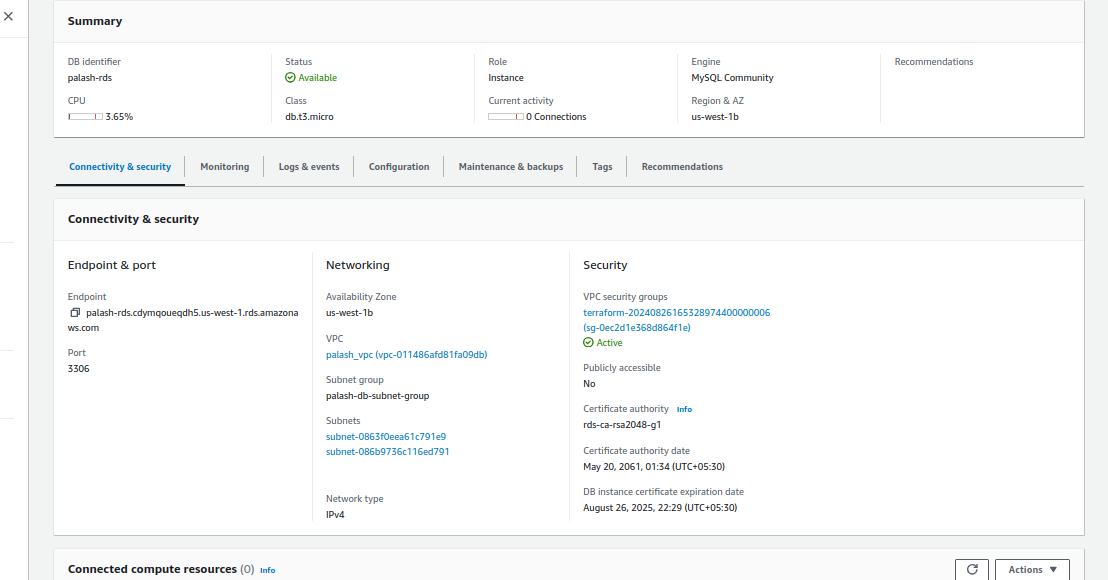 Summary
DB identifier
palash-rds
Status
Available
Role
Instance
Engine
MySQL Community
Recommendations
CPU
3.65%
Class
db.t3.micro
Current activity
0 Connections
Region & AZ
us-west-1b
Connectivity & security
Monitoring
Logs & events
Configuration
Maintenance & backups
Tags
Recommendations
Connectivity & security
Endpoint & port
Endpoint
palash-rds.cdymqoueqdh5.us-west-1.rds.amazona
ws.com
Port
3306
Networking
Availability Zone
us-west-1b
VPC
palash_vpc (vpc-011486afd81fa09db)
Subnet group
palash-db-subnet-group
Subnets
subnet-0863f0eea61c791e9
subnet-086b9736c116ed791
Network type
IPv4
Security
VPC security groups
terraform-20240826165328974400000006
(sg-0ec2d1e368d864f1e)
Active
Publicly accessible
No
Certificate authority Info
rds-ca-rsa2048-g1
Certificate authority date
May 20, 2061, 01:34 (UTC+05:30)
DB instance certificate expiration date
August 26, 2025, 22:29 (UTC+05:30)
Connected compute resources (0) Info
Actions